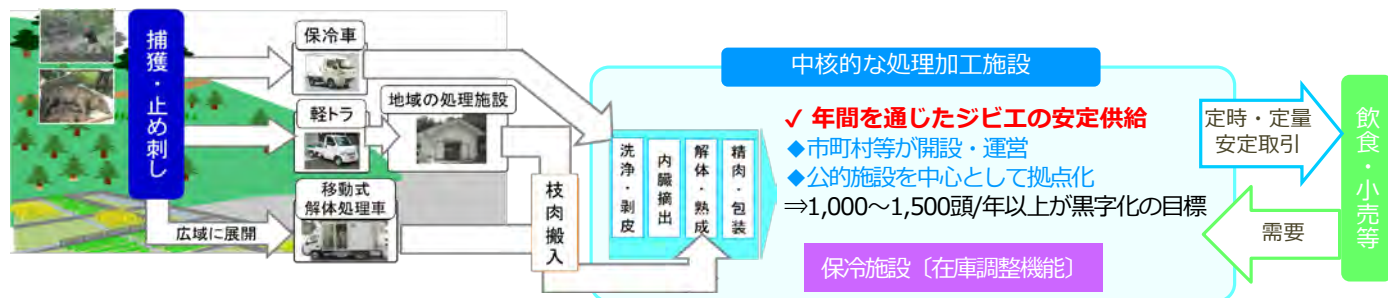 捕獲・止め刺し
保冷車
軽トラ
地域の処理施設
移動式
解体処理車
広域に展開
枝肉搬入
洗浄・剥皮
内臓摘出
解体・熟成
精肉・包装
中核的な処理加工施設
✓ 年間を通じたジビエの安定供給
◆市町村等が開設・運営
◆公的施設を中心として拠点化
⇒1,000～1,500頭/年以上が黒字化の目標
保冷施設〔在庫調整機能〕
定時・定量
安定取引
需要
飲食・小売等